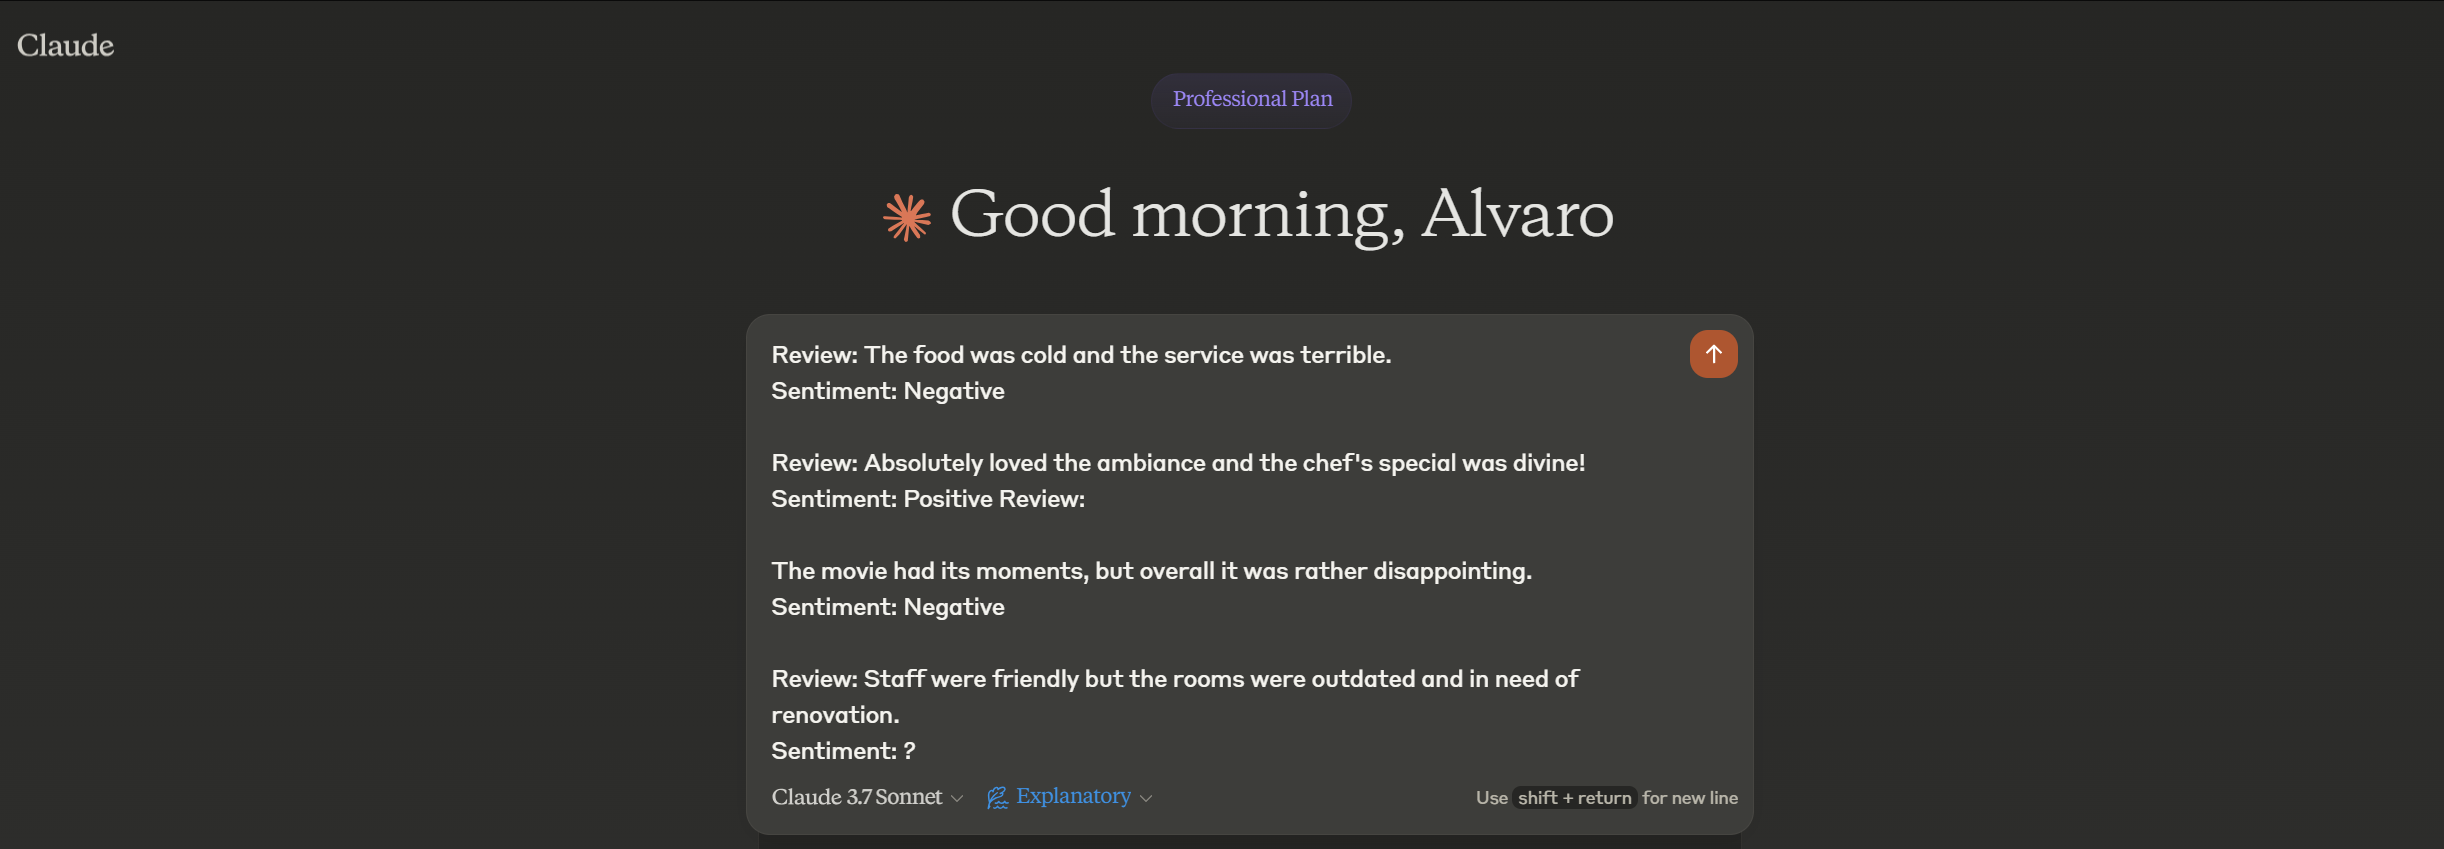 Claude
Professional Plan
Good morning, Alvaro
Review: The food was cold and the service was terrible.
Sentiment: Negative
Review: Absolutely loved the ambiance and the chef's special was divine!
Sentiment: Positive Review:
The movie had its moments, but overall it was rather disappointing.
Sentiment: Negative
Review: Staff were friendly but the rooms were outdated and in need of
renovation.
Sentiment: ?
Claude 3.7 Sonnet Explanatory Use shift + return for new line